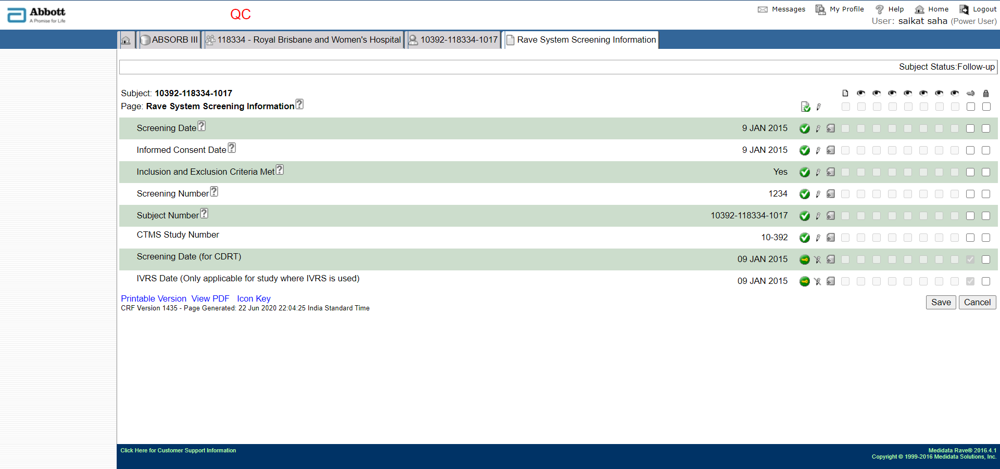 Abbott
A Promise for Life
QC
Messages My Profile Help Home Logout
User: saikat saha (Power User)
ABSORB III 118334 - Royal Brisbane and Women's Hospital 10392-118334-1017 Rave System Screening Information
Subject Status:Follow-up
Subject: 10392-118334-1017
Page: Rave System Screening Information
Screening Date 9 JAN 2015
Informed Consent Date 9 JAN 2015
Inclusion and Exclusion Criteria Met Yes
Screening Number 1234
Subject Number 10392-118334-1017
CTMS Study Number 10-392
Screening Date (for CDRT) 09 JAN 2015
IVRS Date (Only applicable for study where IVRS is used) 09 JAN 2015
Printable Version View PDF Icon Key
CRF Version 1435 - Page Generated: 22 Jun 2020 22:04:25 India Standard Time
Save Cancel
Click Here for Customer Support Information
Medidata Rave® 2016.4.1
Copyright © 1999-2016 Medidata Solutions, Inc.